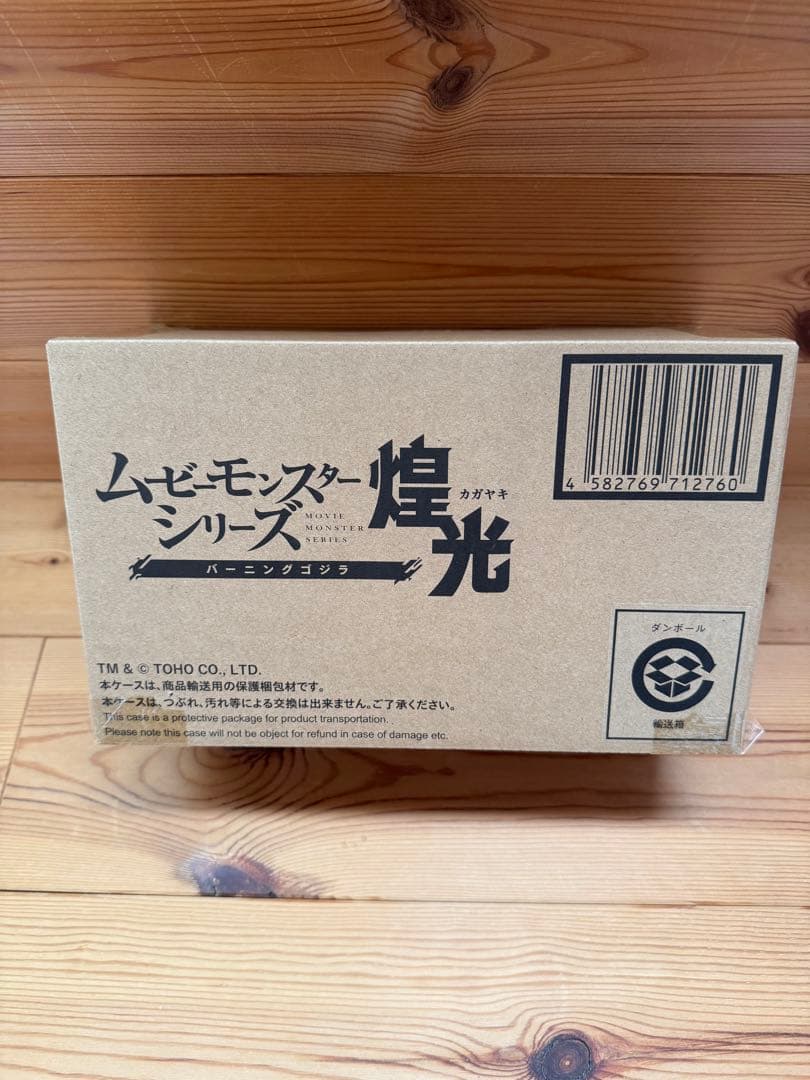 ムービーモンスター
シリーズ
MOVIE
MONSTER
SERIES
煌光
カガヤキ
バーニングゴジラ
4 582769 712760
TM & © TOHO CO., LTD.
本ケースは、商品輸送用の保護梱包材です。
本ケースは、つぶれ、汚れ等による交換は出来ません。ご了承ください。
This case is a protective package for product transportation.
Please note this case will not be object for refund in case of damage etc.
ダンボール
輸送箱